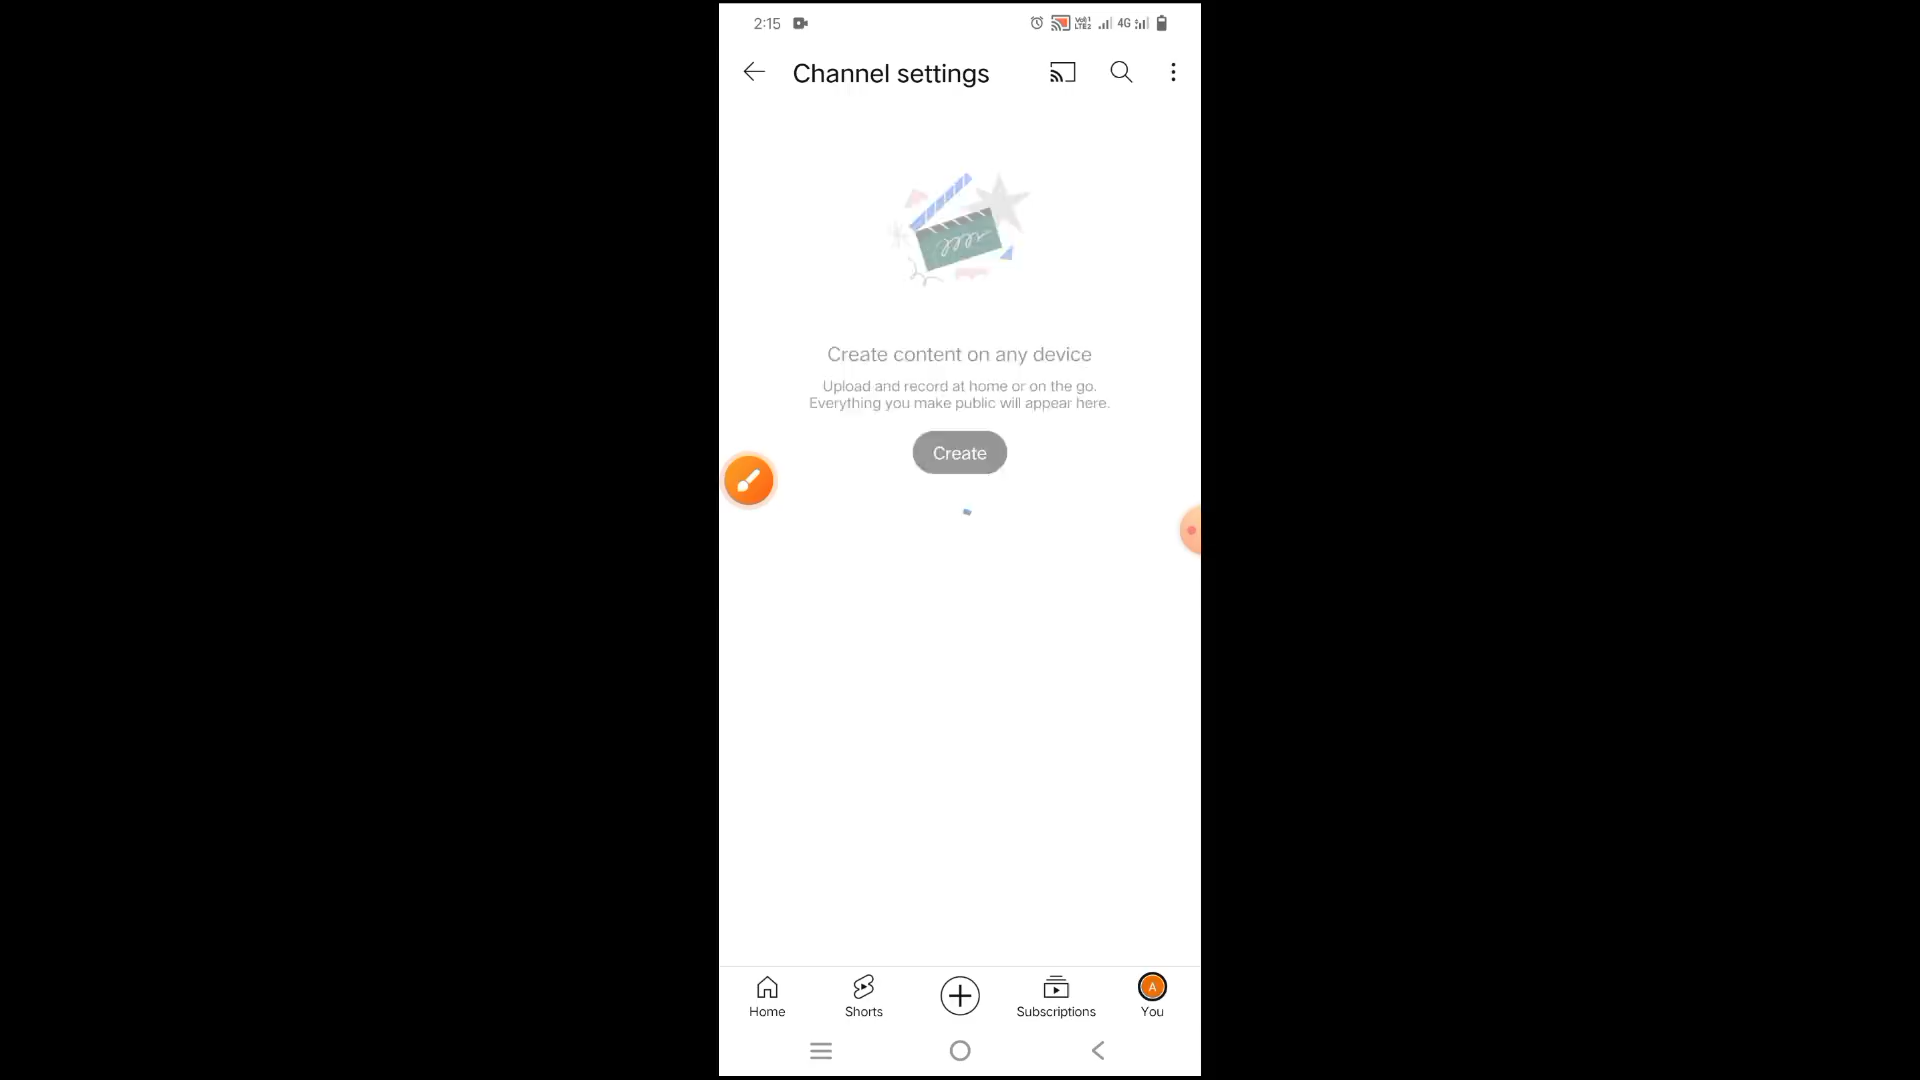 2:15
4G
Channel settings
Create content on any device
Upload and record at home or on the go.
Everything you make public will appear here.
Create
Home
Shorts
Subscriptions
A
You